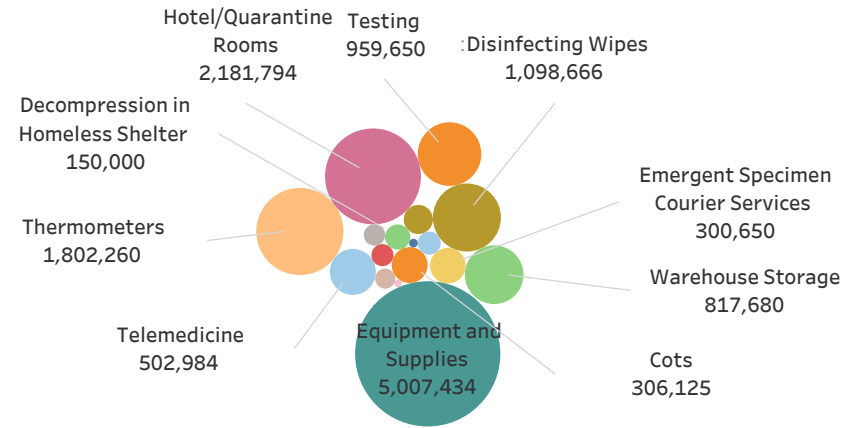 Hotel/Quarantine
Rooms
2,181,794
Testing
959,650
:Disinfecting Wipes
1,098,666
Decompression in
Homeless Shelter
150,000
Emergent Specimen
Courier Services
300,650
Thermometers
1,802,260
Warehouse Storage
817,680
Telemedicine
502,984
Equipment and
Supplies
5,007,434
Cots
306,125